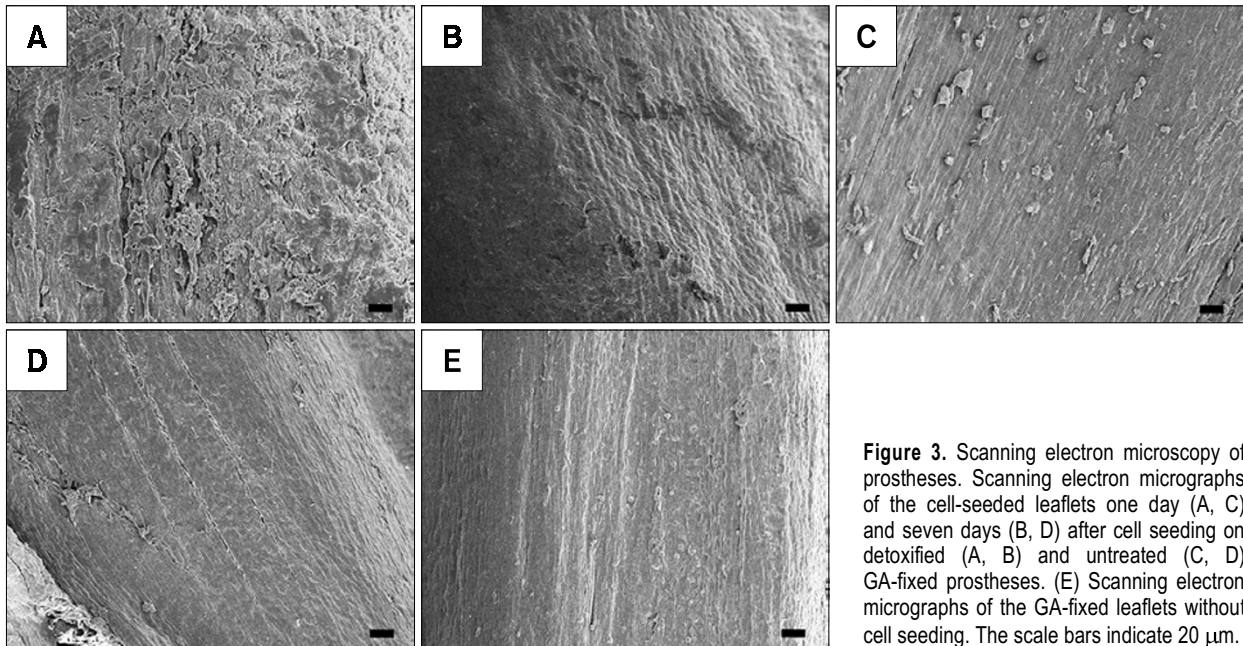 A
B
C
D
E
Figure 3. Scanning electron microscopy of
prostheses. Scanning electron micrographs
of the cell-seeded leaflets one day (A, C)
and seven days (B, D) after cell seeding on
detoxified (A, B) and untreated (C, D)
GA-fixed prostheses. (E) Scanning electron
micrographs of the GA-fixed leaflets without
cell seeding. The scale bars indicate 20 μm.